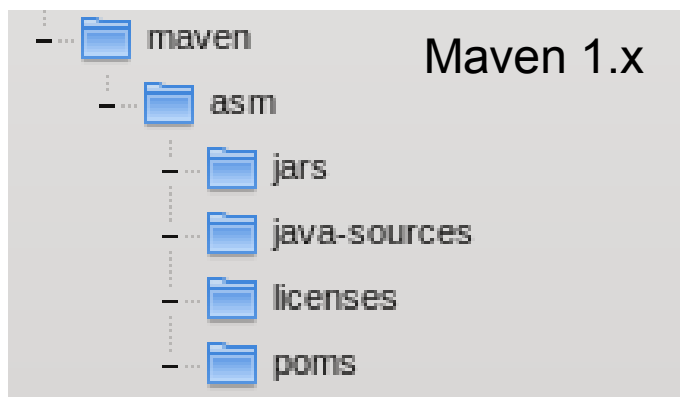 maven
Maven 1.x
asm
jars
java-sources
licenses
poms